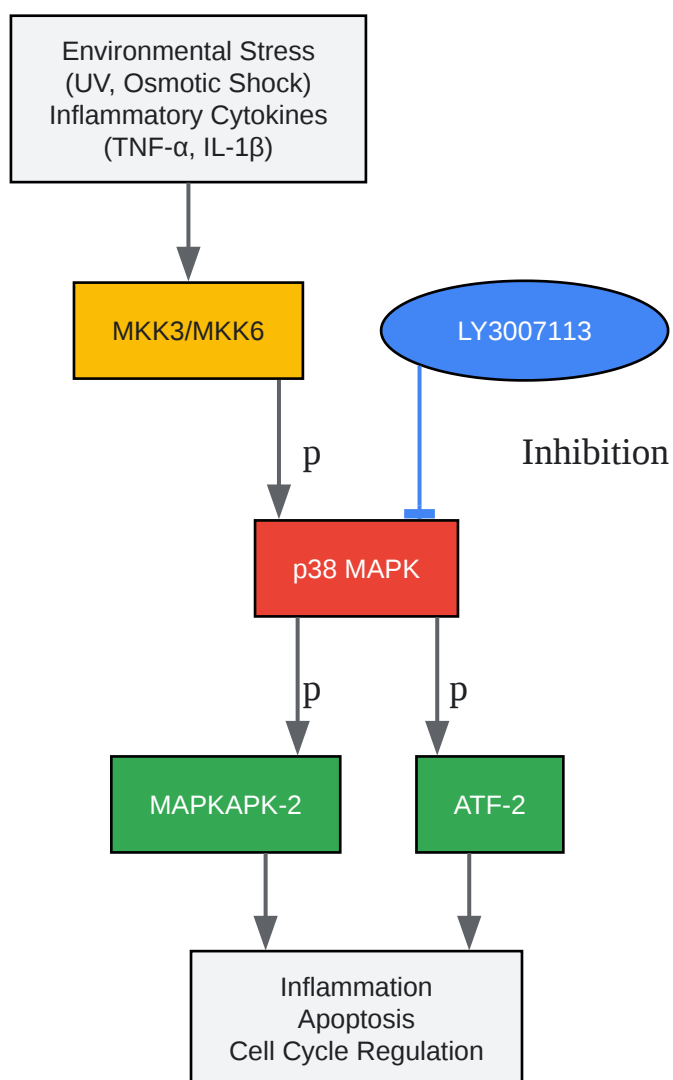 Environmental Stress
(UV, Osmotic Shock)
Inflammatory Cytokines
(TNF-α, IL-1β)
MKK3/MKK6
LY3007113
p
Inhibition
p38 MAPK
p
p
MAPKAPK-2
ATF-2
Inflammation
Apoptosis
Cell Cycle Regulation